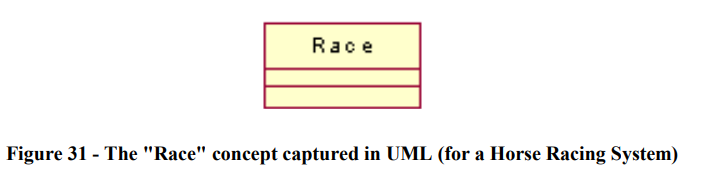 Race
Figure 31 - The "Race" concept captured in UML (for a Horse Racing System)